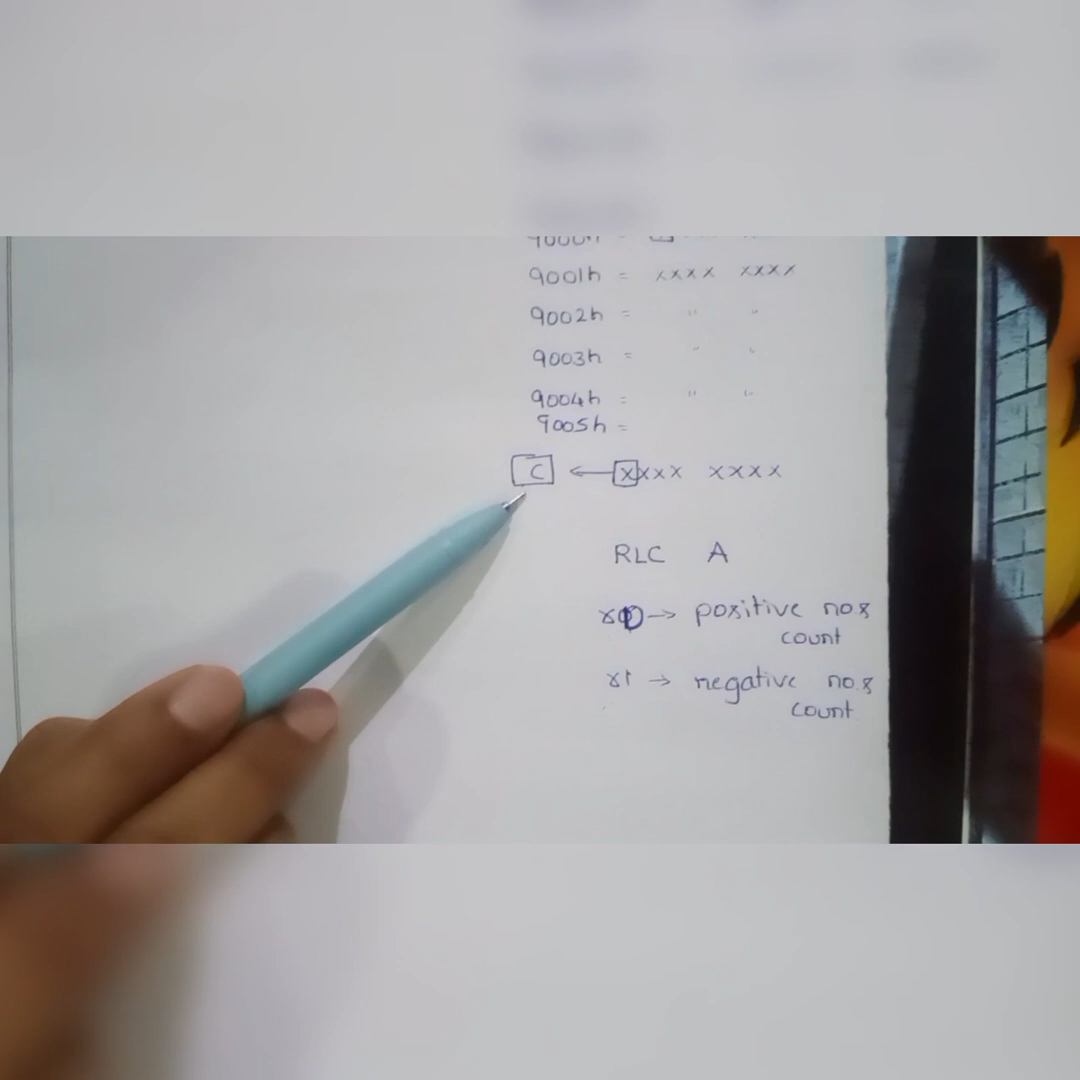 9001h = xxxx xxxx
9002h = " "
9003h = " "
9004h = " "
9005h =
C ← xxxx xxxx
RLC A
r0 → positive no.s
count
r1 → negative no.s
count